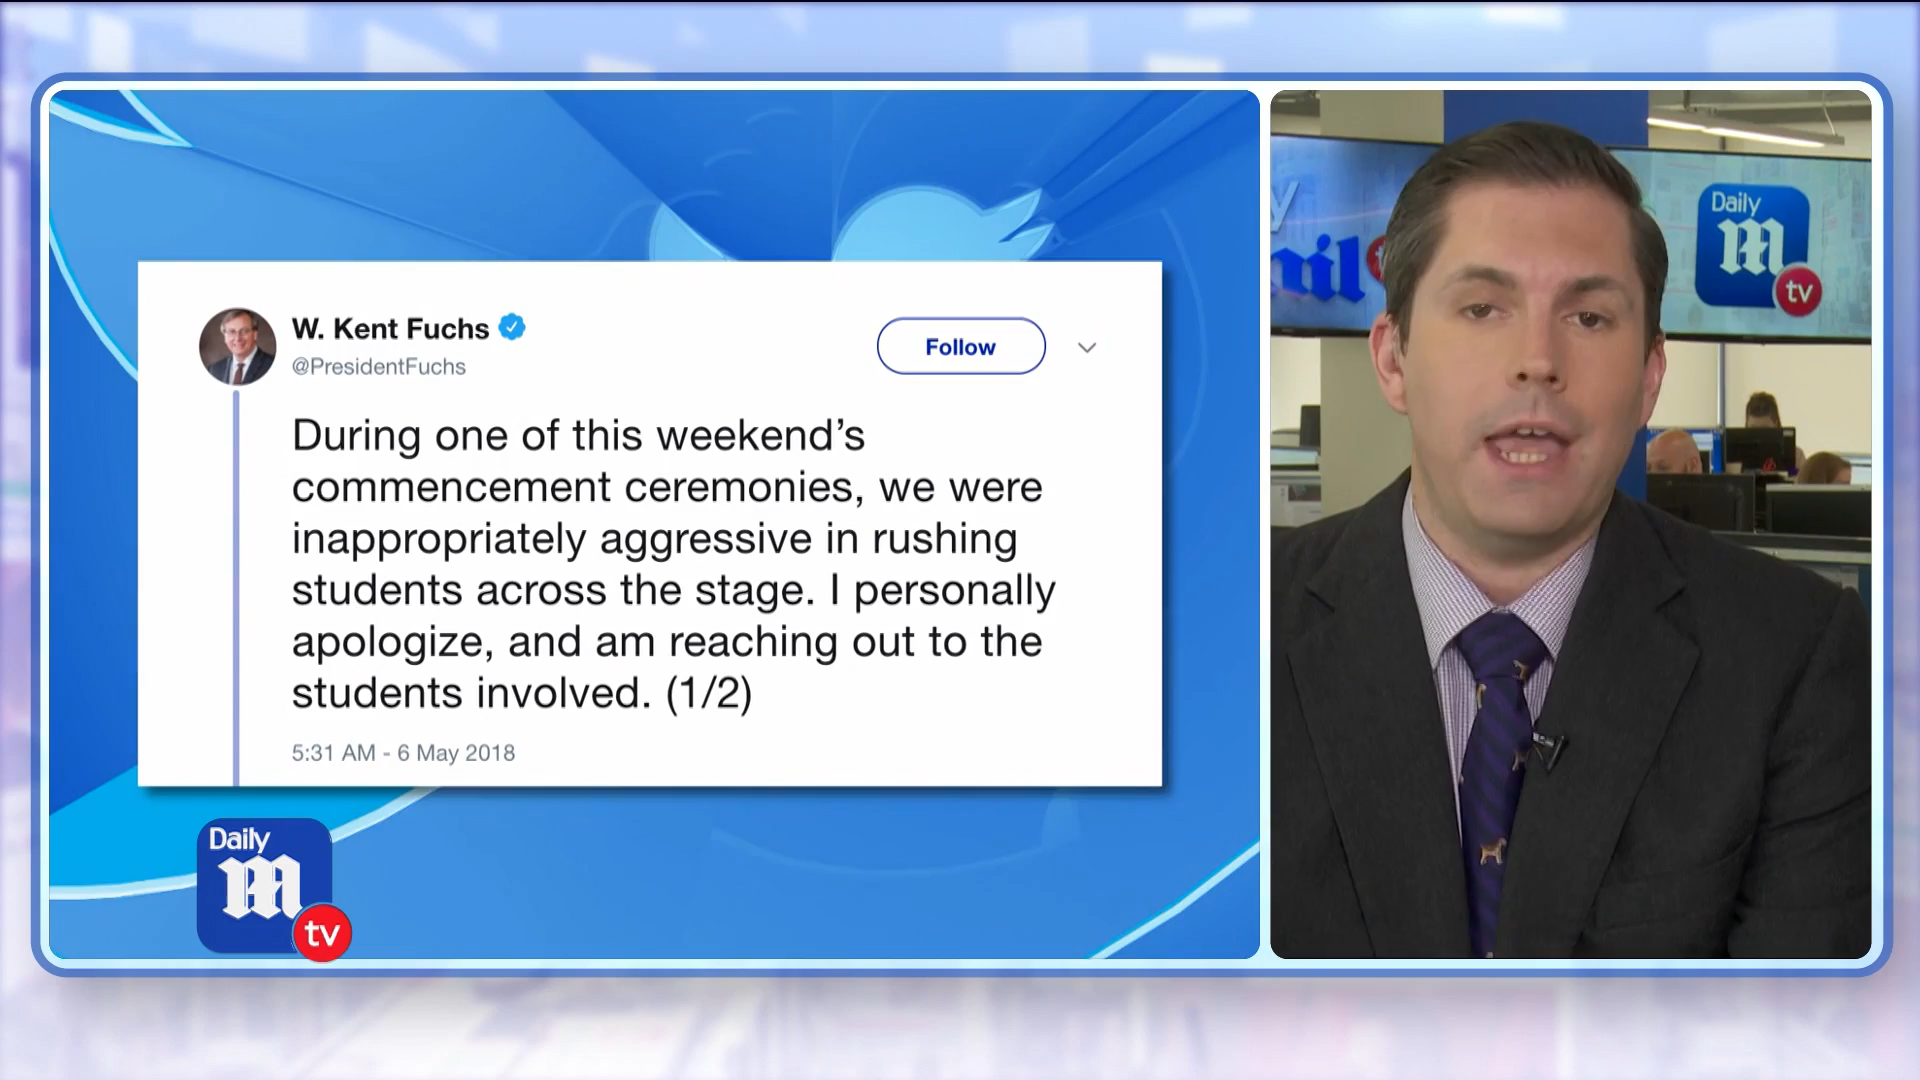 W. Kent Fuchs
@PresidentFuchs
Follow
During one of this weekend's
commencement ceremonies, we were
inappropriately aggressive in rushing
students across the stage. I personally
apologize, and am reaching out to the
students involved. (1/2)
5:31 AM - 6 May 2018
Daily
M
tv
y
ail
Daily
M
tv